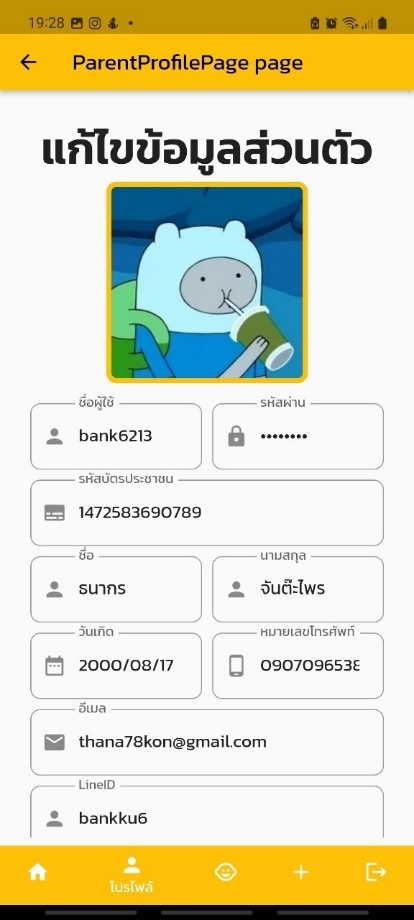 19:28
ParentProfilePage page
แก้ไขข้อมูลส่วนตัว
ชื่อผู้ใช้ รหัสผ่าน
bank6213 ••••••••
รหัสบัตรประชาชน
1472583690789
ชื่อ นามสกุล
ธนากร จันต๊ะไพร
วันเกิด หมายเลขโทรศัพท์
2000/08/17 0907096538
อีเมล
thana78kon@gmail.com
LineID
bankku6
โปรไฟล์